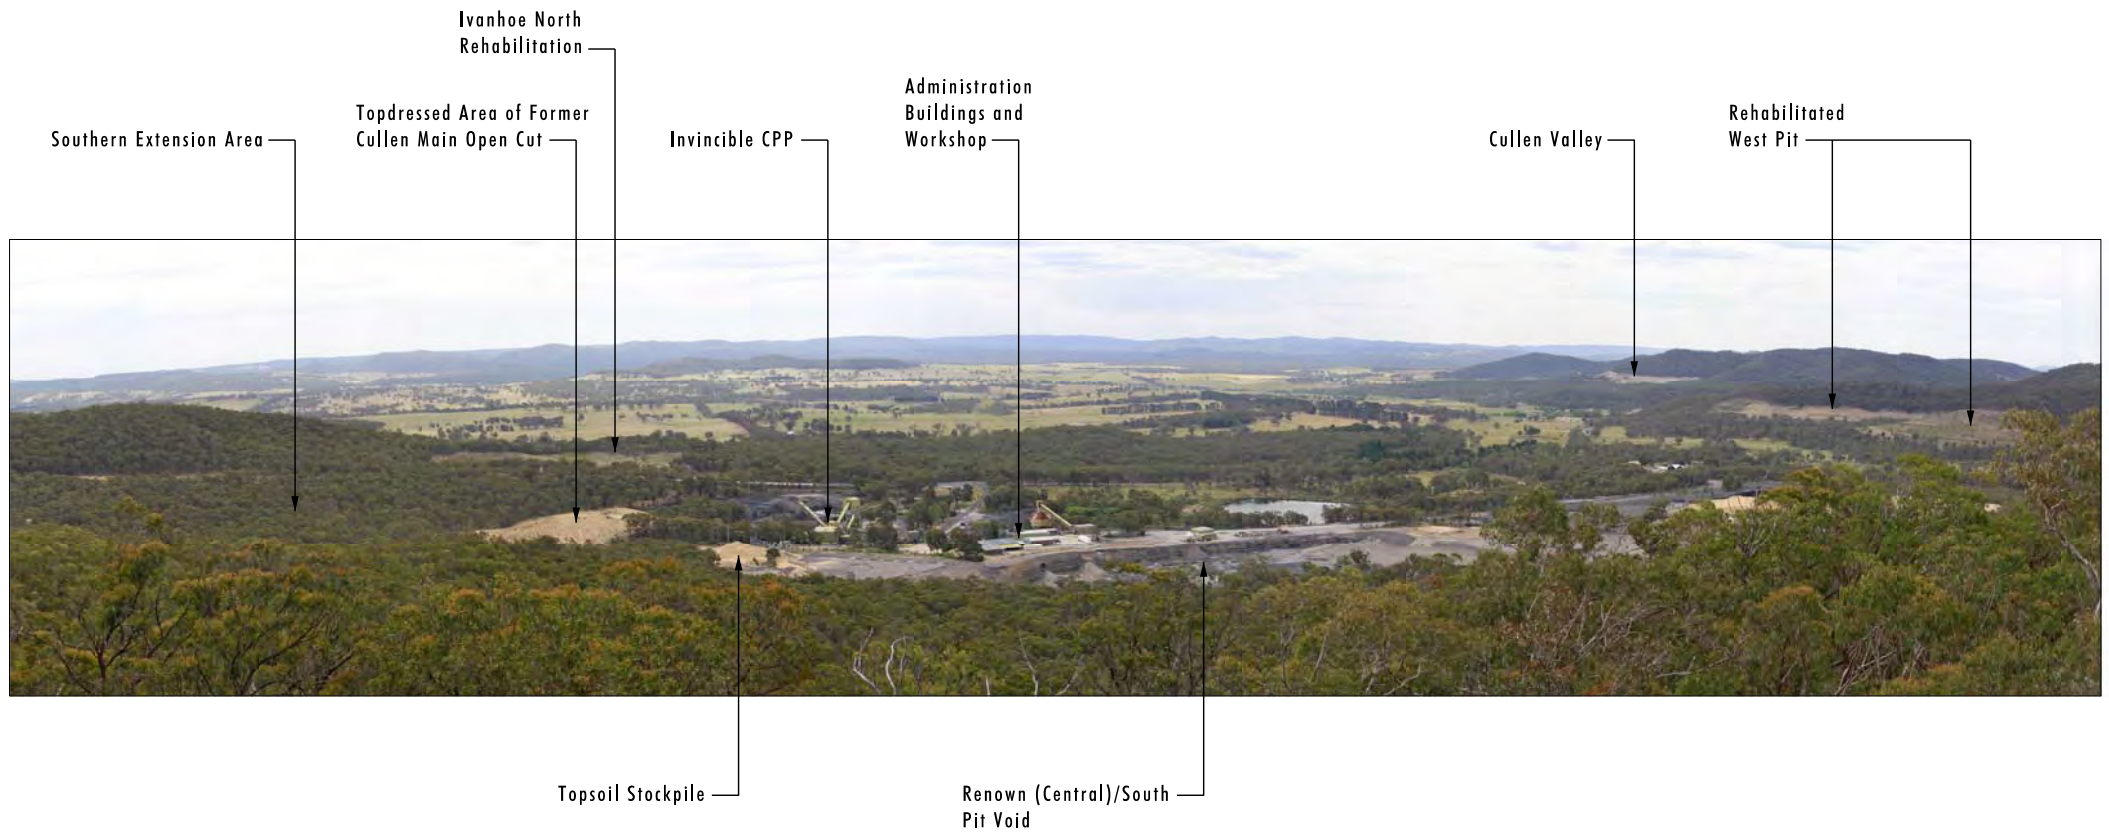 Ivanhoe North
Rehabilitation
Southern Extension Area
Topdressed Area of Former
Cullen Main Open Cut
Invincible CPP
Administration
Buildings and
Workshop
Cullen Valley
Rehabilitated
West Pit
Topsoil Stockpile
Renown (Central)/South
Pit Void